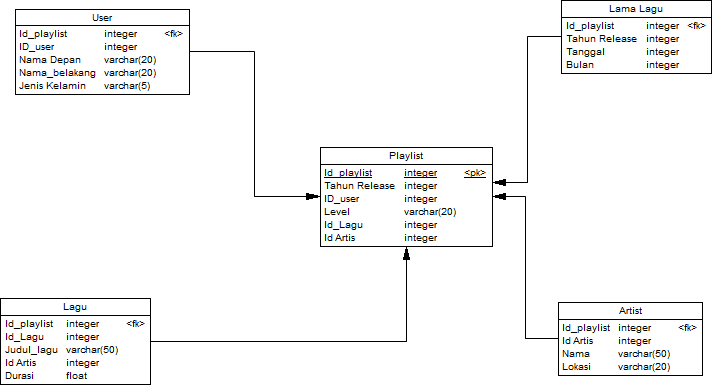 User
Id_playlist integer <fk>
ID_user integer
Nama Depan varchar(20)
Nama_belakang varchar(20)
Jenis Kelamin varchar(5)
Lama Lagu
Id_playlist integer <fk>
Tahun Release integer
Tanggal integer
Bulan integer
Playlist
Id_playlist integer <pk>
Tahun Release integer
ID_user integer
Level varchar(20)
Id_Lagu integer
Id Artis integer
Lagu
Id_playlist integer <fk>
Id_Lagu integer
Judul_lagu varchar(50)
Id Artis integer
Durasi float
Artist
Id_playlist integer <fk>
Id Artis integer
Nama varchar(50)
Lokasi varchar(20)